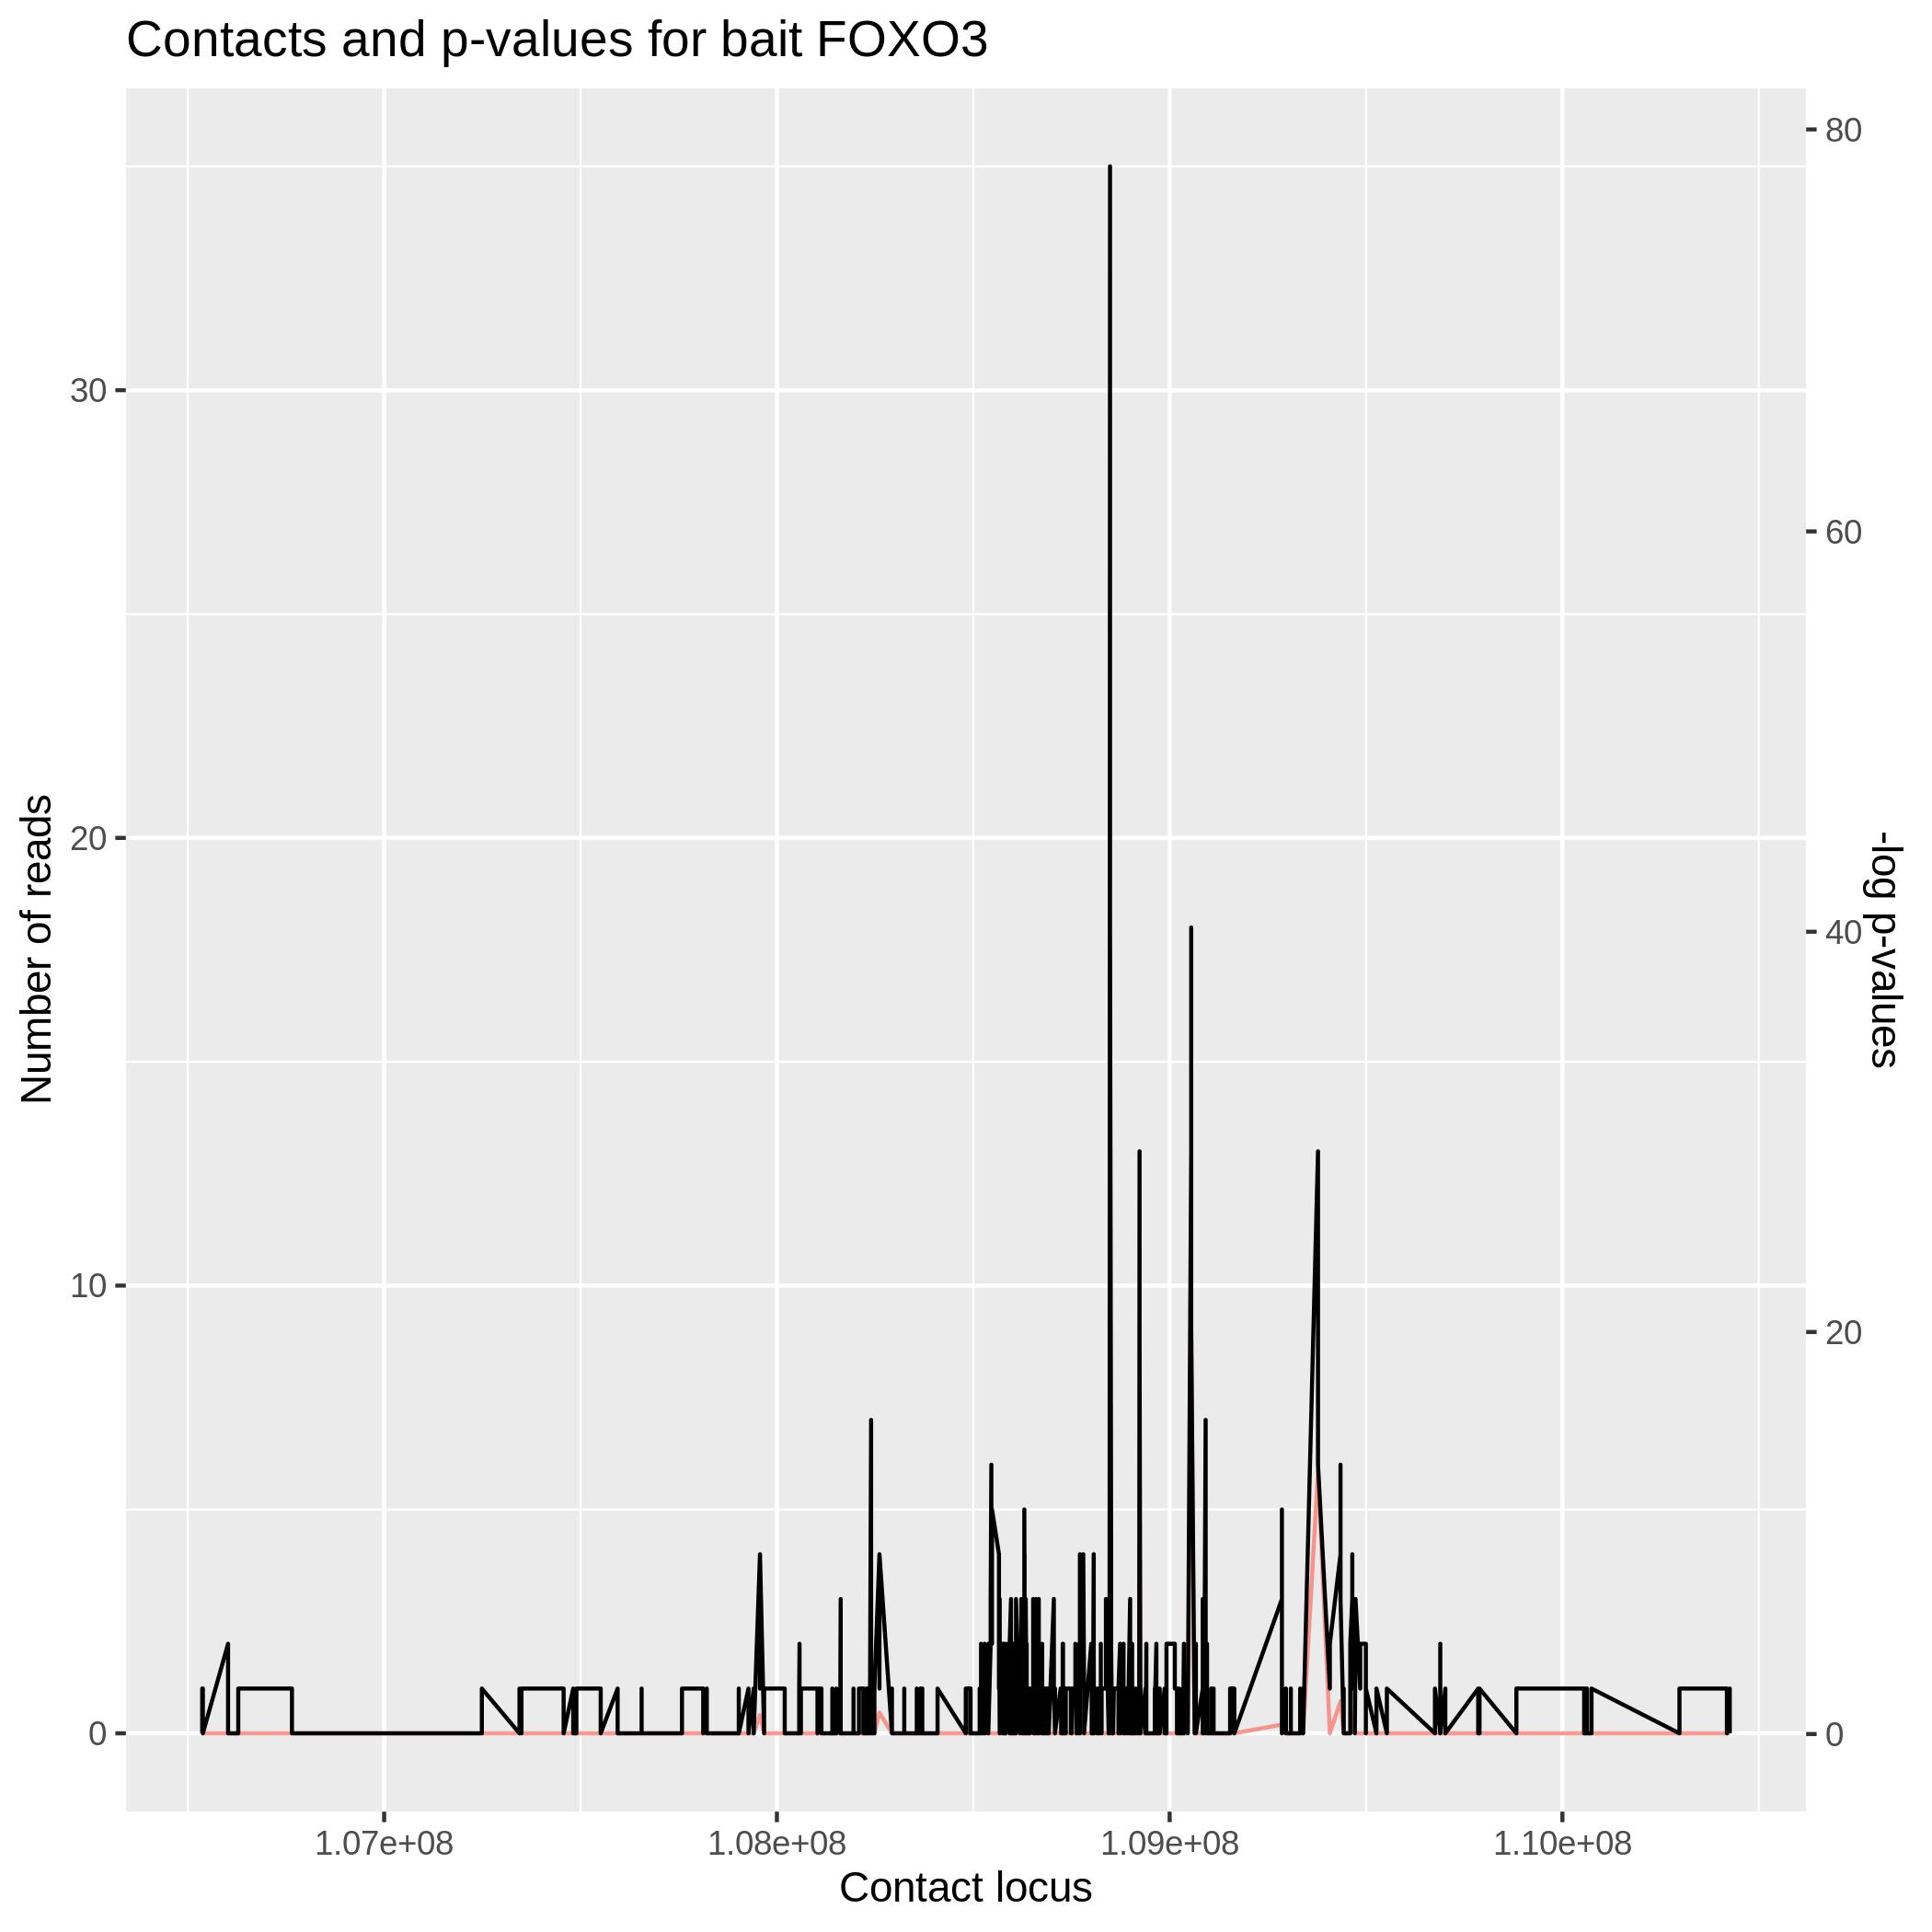 Contacts and p-values for bait FOXO3
Number of reads
30
20
10
0
80
60
40
20
0
-log p-values
1.07e+08
1.08e+08
1.09e+08
1.10e+08
Contact locus